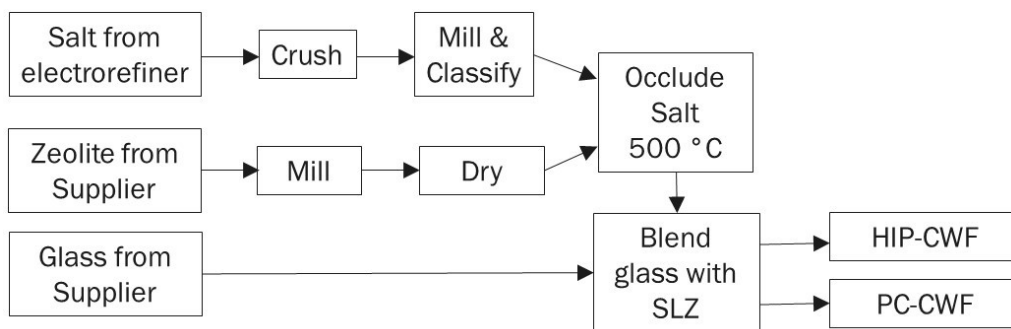 Salt from
electrorefiner
Crush
Mill &
Classify
Occlude
Salt
500 °C
Zeolite from
Supplier
Mill
Dry
Glass from
Supplier
Blend
glass with
SLZ
HIP-CWF
PC-CWF